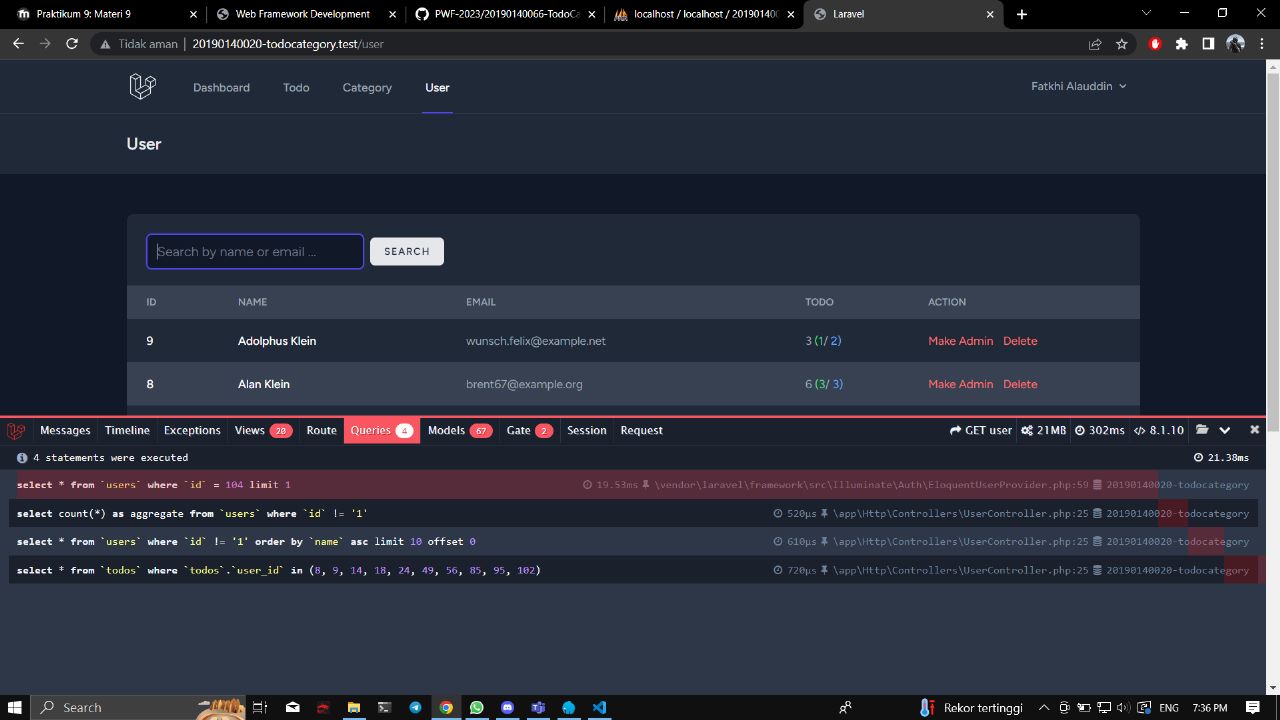 Praktikum 9: Materi 9
Web Framework Development
PWF-2023/20190140066-TodoCa
localhost / localhost / 2019014002
Laravel
Tidak aman | 20190140020-todocategory.test/user
Dashboard Todo Category User Fatkhi Alauddin
User
Search by name or email ... SEARCH
ID NAME EMAIL TODO ACTION
9 Adolphus Klein wunsch.felix@example.net 3 (1/ 2) Make Admin Delete
8 Alan Klein brent67@example.org 6 (3/ 3) Make Admin Delete
Messages Timeline Exceptions Views 20 Route Queries 4 Models 67 Gate 2 Session Request GET user 21MB 302ms 8.1.10
4 statements were executed 21.38ms
select * from `users` where `id` = 104 limit 1 19.53ms \vendor\laravel\framework\src\Illuminate\Auth\EloquentUserProvider.php:59 20190140020-todocategory
select count(*) as aggregate from `users` where `id` != '1' 520μs \app\Http\Controllers\UserController.php:25 20190140020-todocategory
select * from `users` where `id` != '1' order by `name` asc limit 10 offset 0 610μs \app\Http\Controllers\UserController.php:25 20190140020-todocategory
select * from `todos` where `todos`.`user_id` in (8, 9, 14, 18, 24, 49, 56, 85, 95, 102) 720μs \app\Http\Controllers\UserController.php:25 20190140020-todocategory
Search Rekor tertinggi ENG 7:36 PM